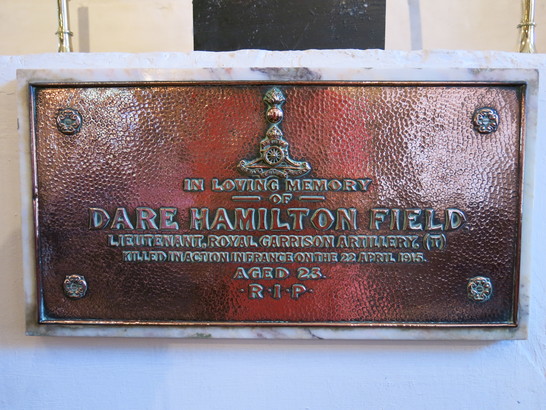 IN LOVING MEMORY
OF
DARE HAMILTON FIELD.
LIEUTENANT, ROYAL GARRISON ARTILLERY, (T)
KILLED IN ACTION IN FRANCE ON THE 22 APRIL 1915.
AGED 23.
·R·I·P·